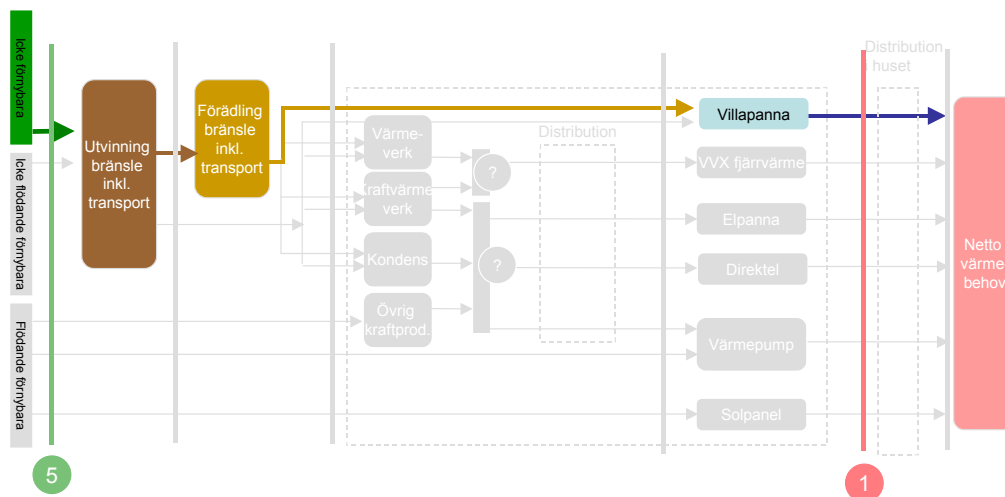 Icke förnybara
Icke flödande förnybara
Flödande förnybara
Utvinning
bränsle
inkl.
transport
Förädling
bränsle
inkl.
transport
Värme-
verk
Kraftvärme
verk
Kondens
Övrig
kraftprod.
?
?
Distribution
Villapanna
VVX fjärrvärme
Elpanna
Direktel
Värmepump
Solpanel
Distribution
i huset
Netto
värme
behov
5
1